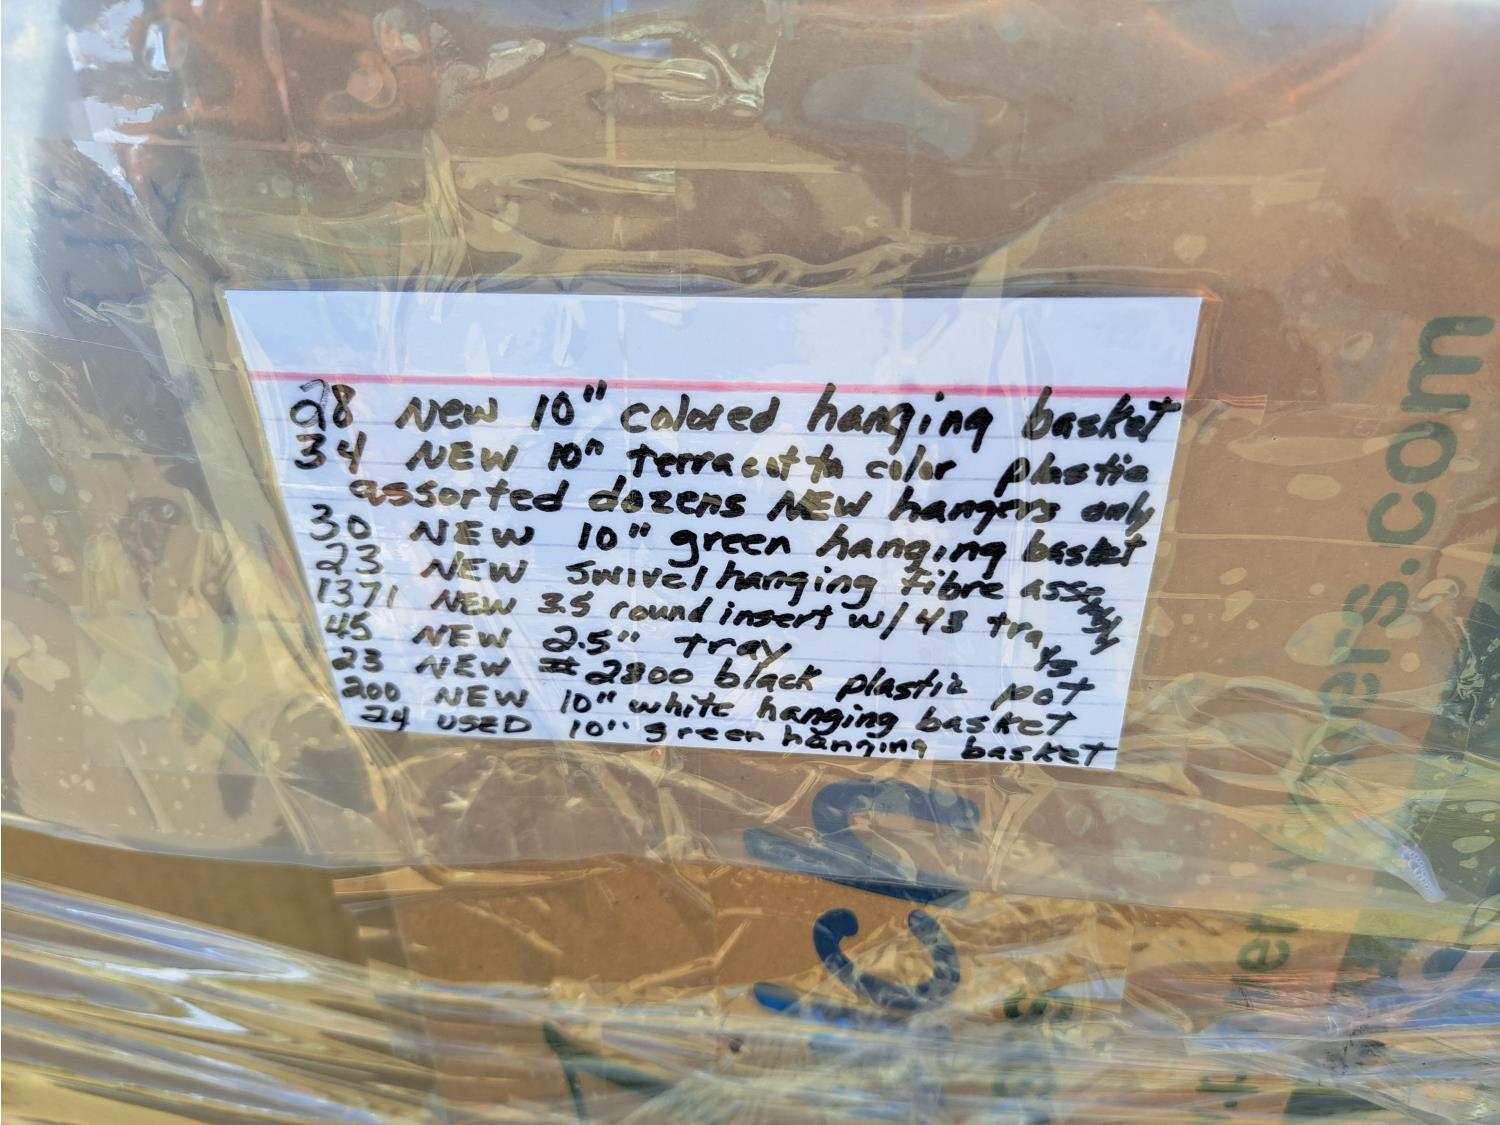 28 New 10" colored hanging basket
34 NEW 10" terracotta color plastic
assorted dozens NEW hangers only
30 NEW 10" green hanging basket
23 NEW swivel hanging fibre assembly
1371 NEW 3.5 round insert w/ 43 trays
45 NEW 2.5" tray
23 NEW #2800 black plastic pot
200 NEW 10" white hanging basket
24 USED 10" green hanging basket
.com